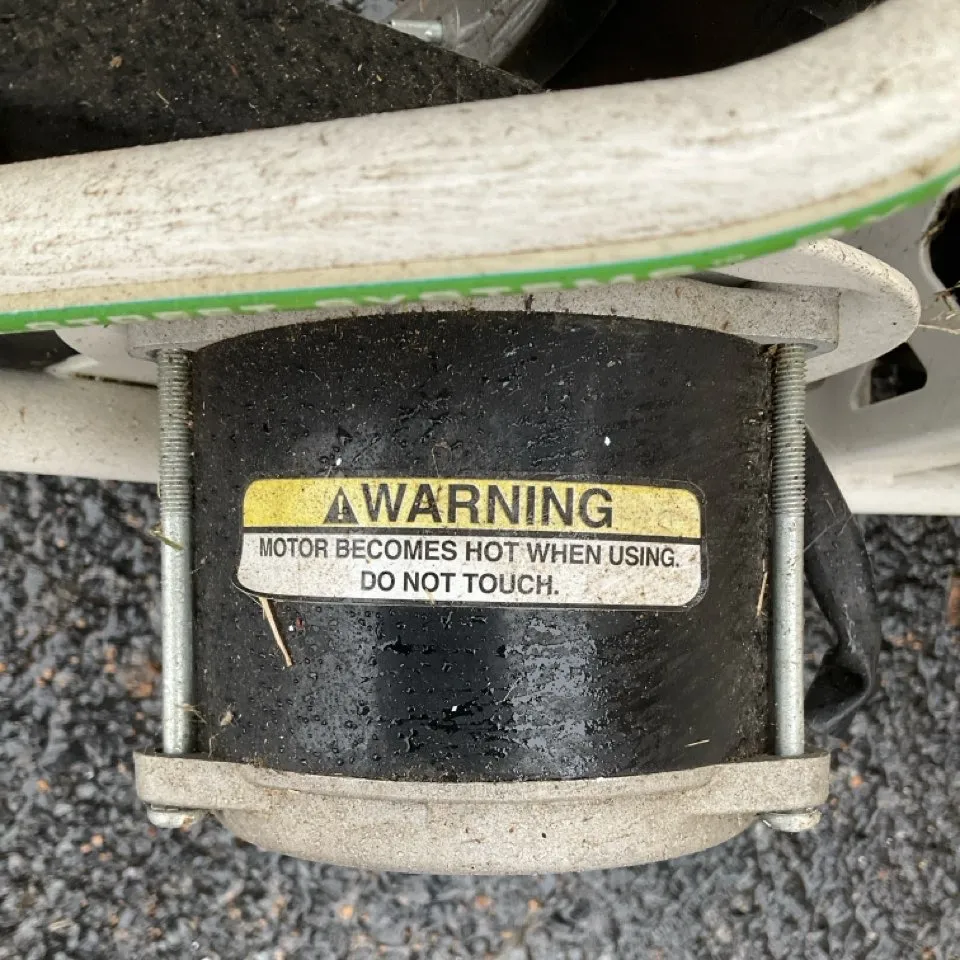 WARNING
MOTOR BECOMES HOT WHEN USING.
DO NOT TOUCH.